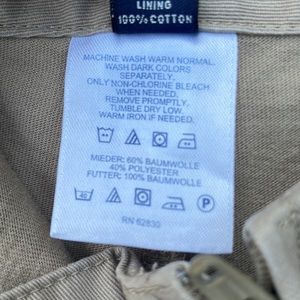 LINING
100% COTTON
MACHINE WASH WARM NORMAL.
WASH DARK COLORS
SEPARATELY.
ONLY NON-CHLORINE BLEACH
WHEN NEEDED.
REMOVE PROMPTLY.
TUMBLE DRY LOW.
WARM IRON IF NEEDED.
MIEDER: 60% BAUMWOLLE
40% POLYESTER
FUTTER: 100% BAUMWOLLE
40 P
RN 62830